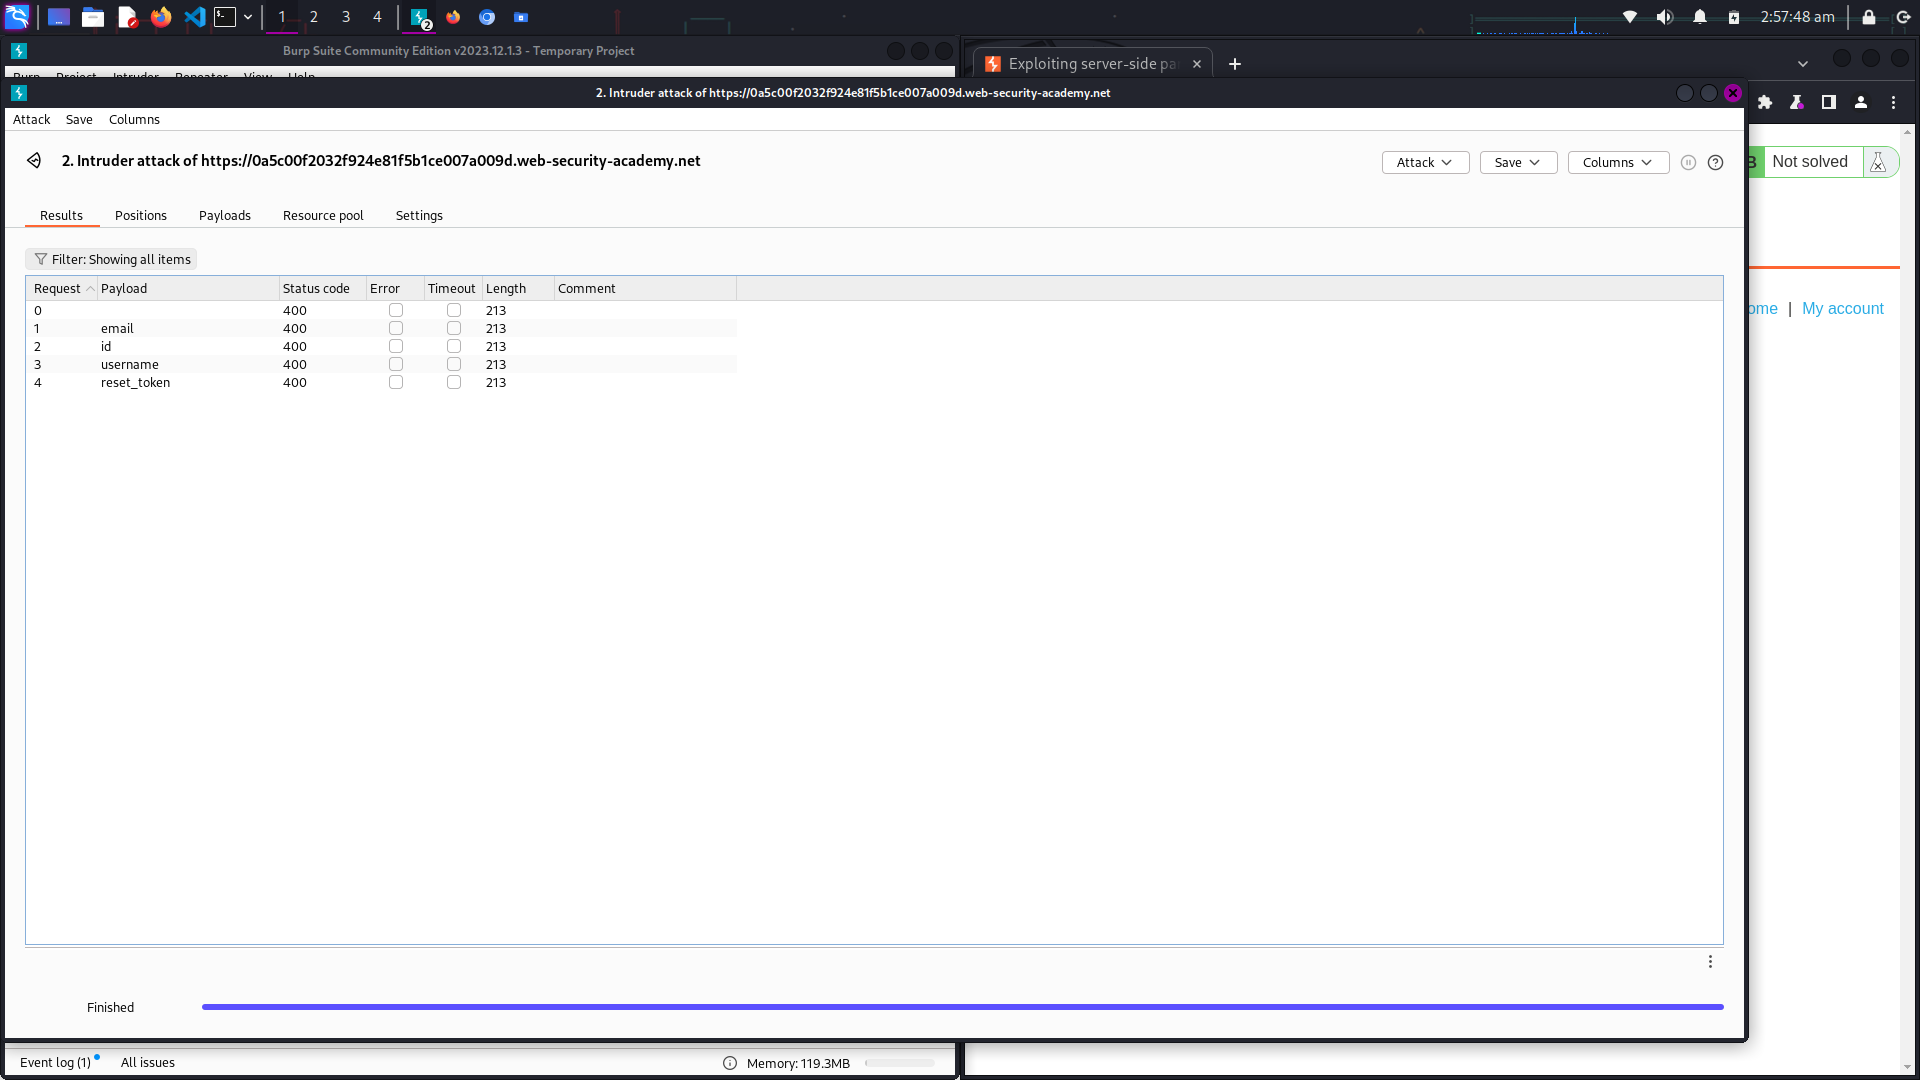 1 2 3 4 2 2:57:48 am
Burp Suite Community Edition v2023.12.1.3 - Temporary Project
Exploiting server-side pa
Burp Project Intruder Repeater View Help
2. Intruder attack of https://0a5c00f2032f924e81f5b1ce007a009d.web-security-academy.net
Attack Save Columns
2. Intruder attack of https://0a5c00f2032f924e81f5b1ce007a009d.web-security-academy.net
Attack Save Columns
B Not solved
Results Positions Payloads Resource pool Settings
Filter: Showing all items
Request Payload Status code Error Timeout Length Comment
0 400 213
1 email 400 213
2 id 400 213
3 username 400 213
4 reset_token 400 213
ome | My account
Finished
Event log (1) All issues Memory: 119.3MB